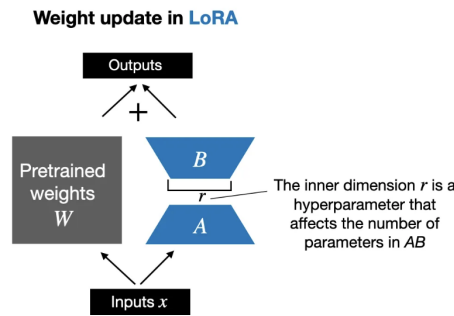 Weight update in LoRA
Outputs
+
Pretrained
weights
W
B
r
A
The inner dimension r is a
hyperparameter that
affects the number of
parameters in AB
Inputs x